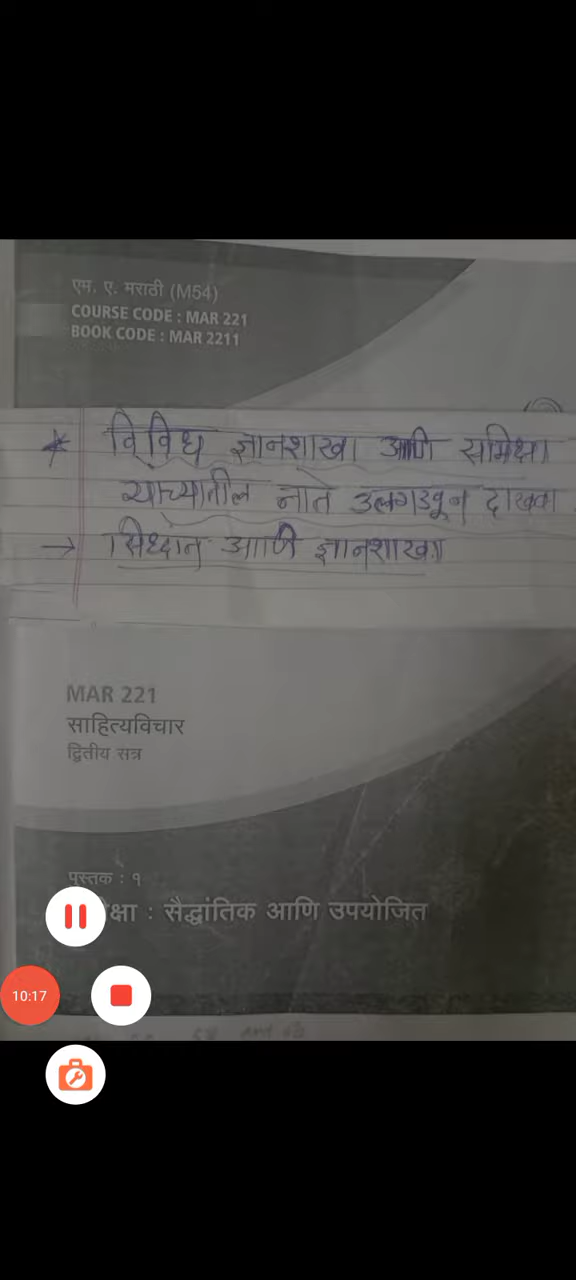 एम. ए. मराठी (M54)
COURSE CODE : MAR 221
BOOK CODE : MAR 2211
* विविध ज्ञानशाखा आणि समिक्षा
याच्यातील नाते उलगडवून दाखवा.
→ सिध्दांत आणि ज्ञानशाखा
MAR 221
साहित्यविचार
द्वितीय सत्र
पुस्तक : १
क्षा : सैद्धांतिक आणि उपयोजित
10:17